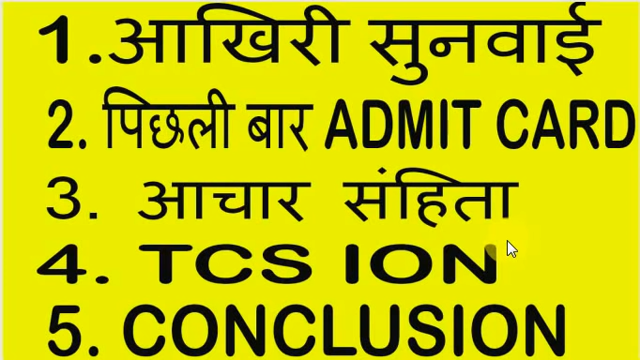 1.आखिरी सुनवाई
2. पिछली बार ADMIT CARD
3. आचार संहिता
4. TCS ION
5. CONCLUSION